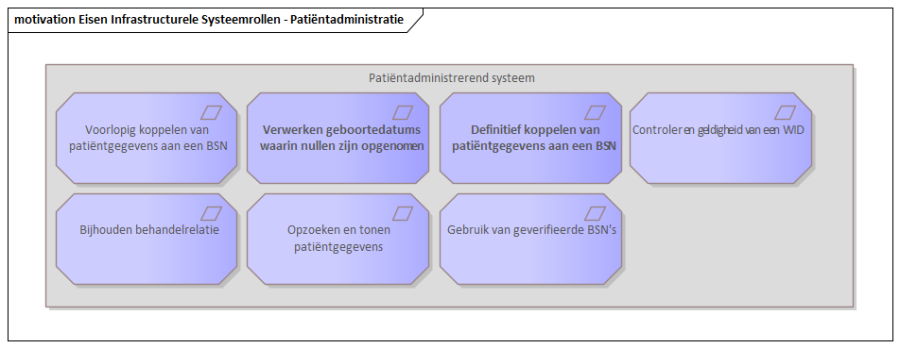 motivation Eisen Infrastructurele Systeemrollen - Patiëntadministratie
Patiëntadministrerend systeem
Voorlopig koppelen van
patiëntgegevens aan een BSN
Verwerken geboortedatums
waarin nullen zijn opgenomen
Definitief koppelen van
patiëntgegevens aan een BSN
Controleren geldigheid van een WID
Bijhouden behandelrelatie
Opzoeken en tonen
patiëntgegevens
Gebruik van geverifieerde BSN's